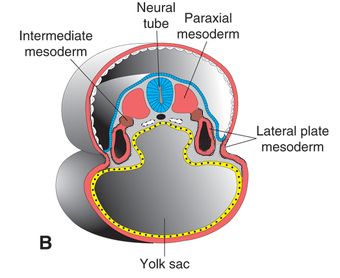 Neural
tube
Paraxial
mesoderm
Intermediate
mesoderm
Lateral plate
mesoderm
B
Yolk sac